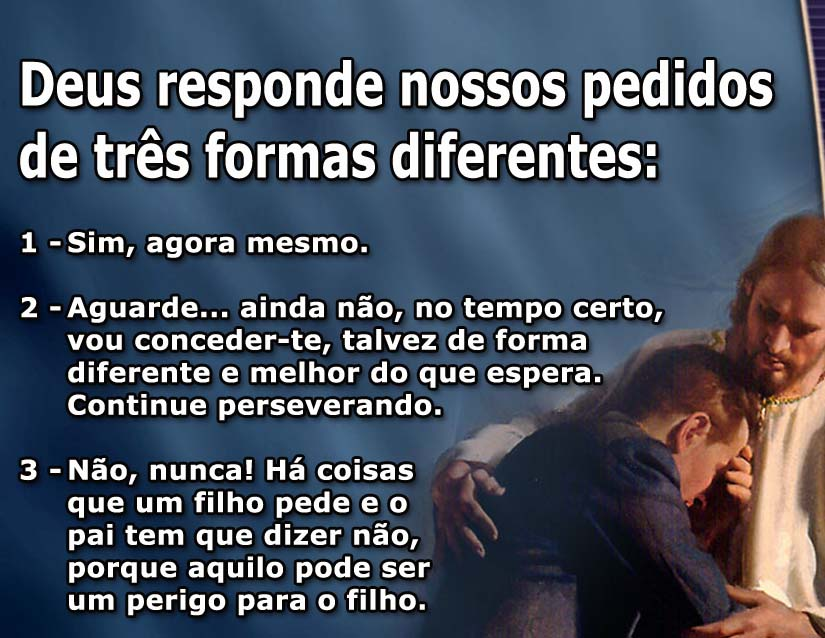 Deus responde nossos pedidos
de três formas diferentes:
1 - Sim, agora mesmo.
2 - Aguarde... ainda não, no tempo certo,
vou conceder-te, talvez de forma
diferente e melhor do que espera.
Continue perseverando.
3 - Não, nunca! Há coisas
que um filho pede e o
pai tem que dizer não,
porque aquilo pode ser
um perigo para o filho.